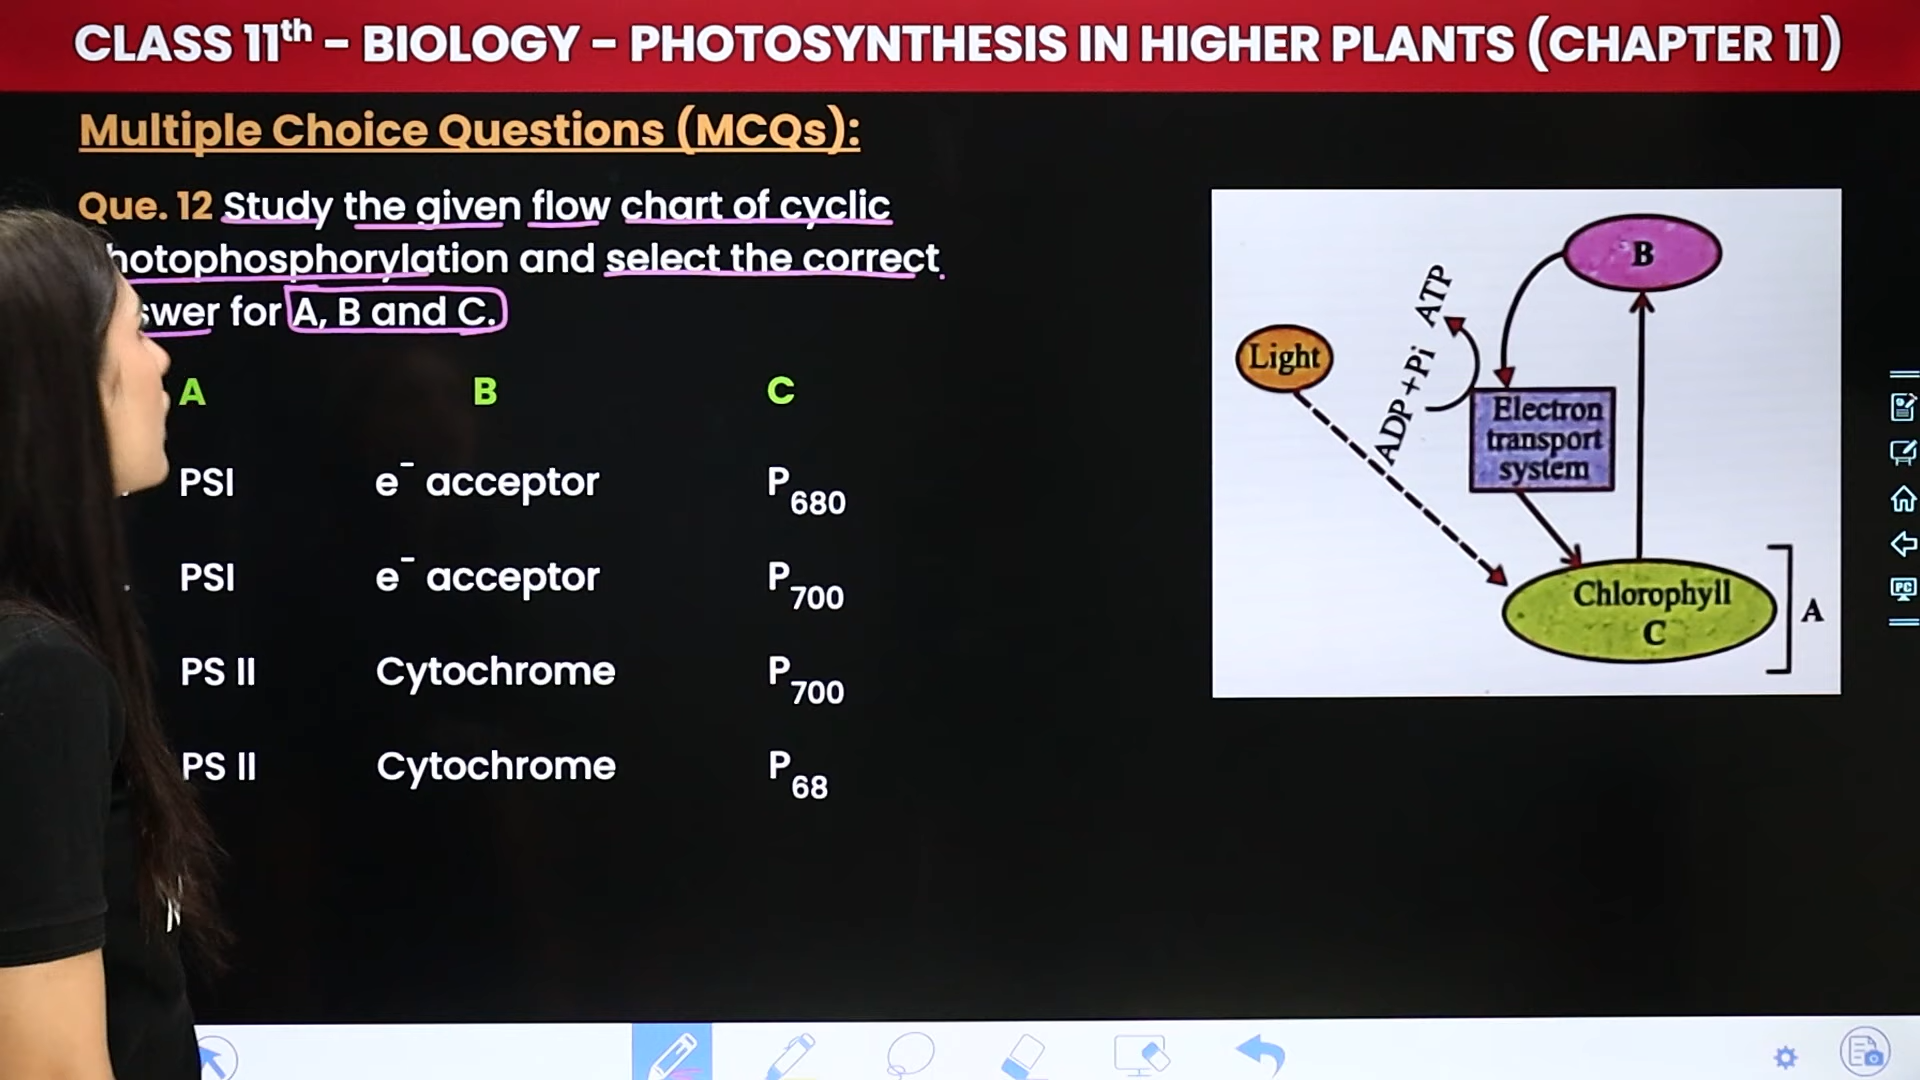 CLASS 11th – BIOLOGY – PHOTOSYNTHESIS IN HIGHER PLANTS (CHAPTER 11)
Multiple Choice Questions (MCQs):
Que. 12 Study the given flow chart of cyclic
hotophosphorylation and select the correct
swer for A, B and C.
A B C
PSI e⁻ acceptor P680
PSI e⁻ acceptor P700
PS II Cytochrome P700
PS II Cytochrome P68
B
ATP
Light
ADP+Pi
Electron
transport
system
Chlorophyll
C
A
PC